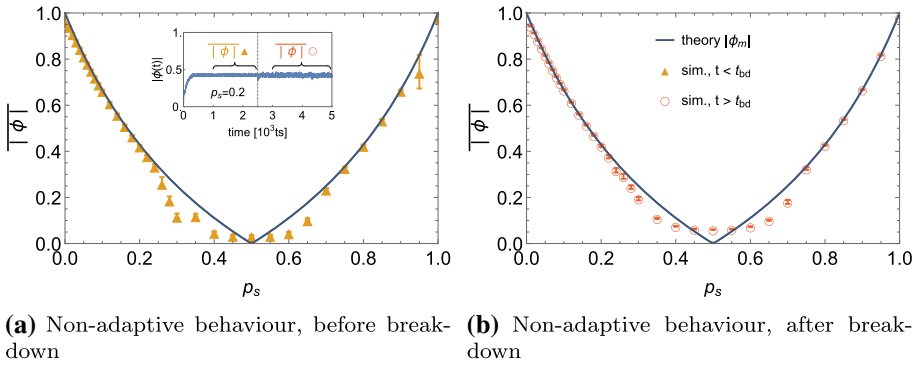 (a)
1.0
0.8
0.6
0.4
0.2
0.0
|ϕ|
0.0 0.2 0.4 0.6 0.8 1.0
p_s
1
0.5
0
|ϕ(t)|
|ϕ| ▲ |ϕ| ○
p_s=0.2
0 1 2 3 4 5
time [10³ts]
(b)
1.0
0.8
0.6
0.4
0.2
0.0
|ϕ|
0.0 0.2 0.4 0.6 0.8 1.0
p_s
theory |ϕ_m|
sim., t < t_bd
sim., t > t_bd
(a) Non-adaptive behaviour, before break-
down
(b) Non-adaptive behaviour, after break-
down